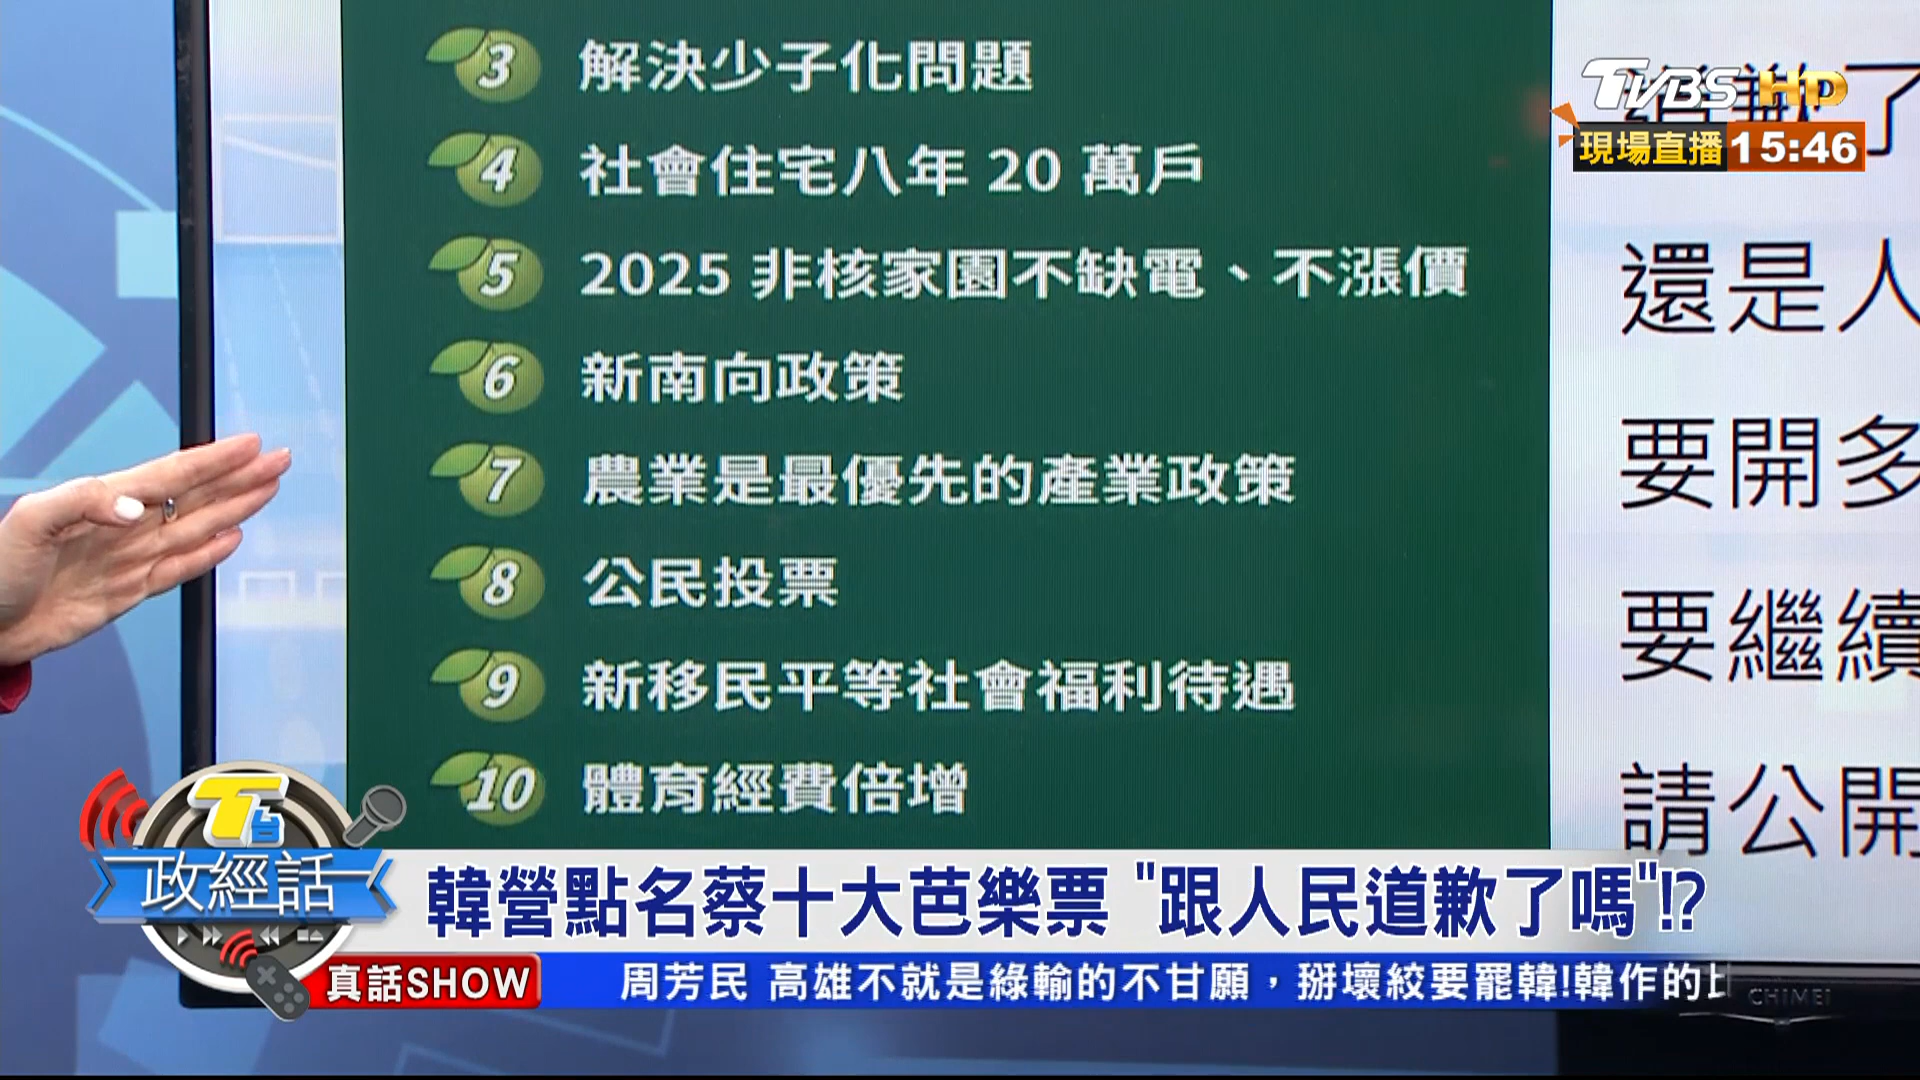 3 解決少子化問題
4 社會住宅八年 20 萬戶
5 2025 非核家園不缺電、不漲價
6 新南向政策
7 農業是最優先的產業政策
8 公民投票
9 新移民平等社會福利待遇
10 體育經費倍增
TVBS HD
道歉了
現場直播 15:46
還是人
要開多
要繼續
請公開
T台
政經話
韓營點名蔡十大芭樂票 "跟人民道歉了嗎"!?
真話SHOW
周芳民 高雄不就是綠輸的不甘願，掰壞絞要罷韓!韓作的比
CHIMEI